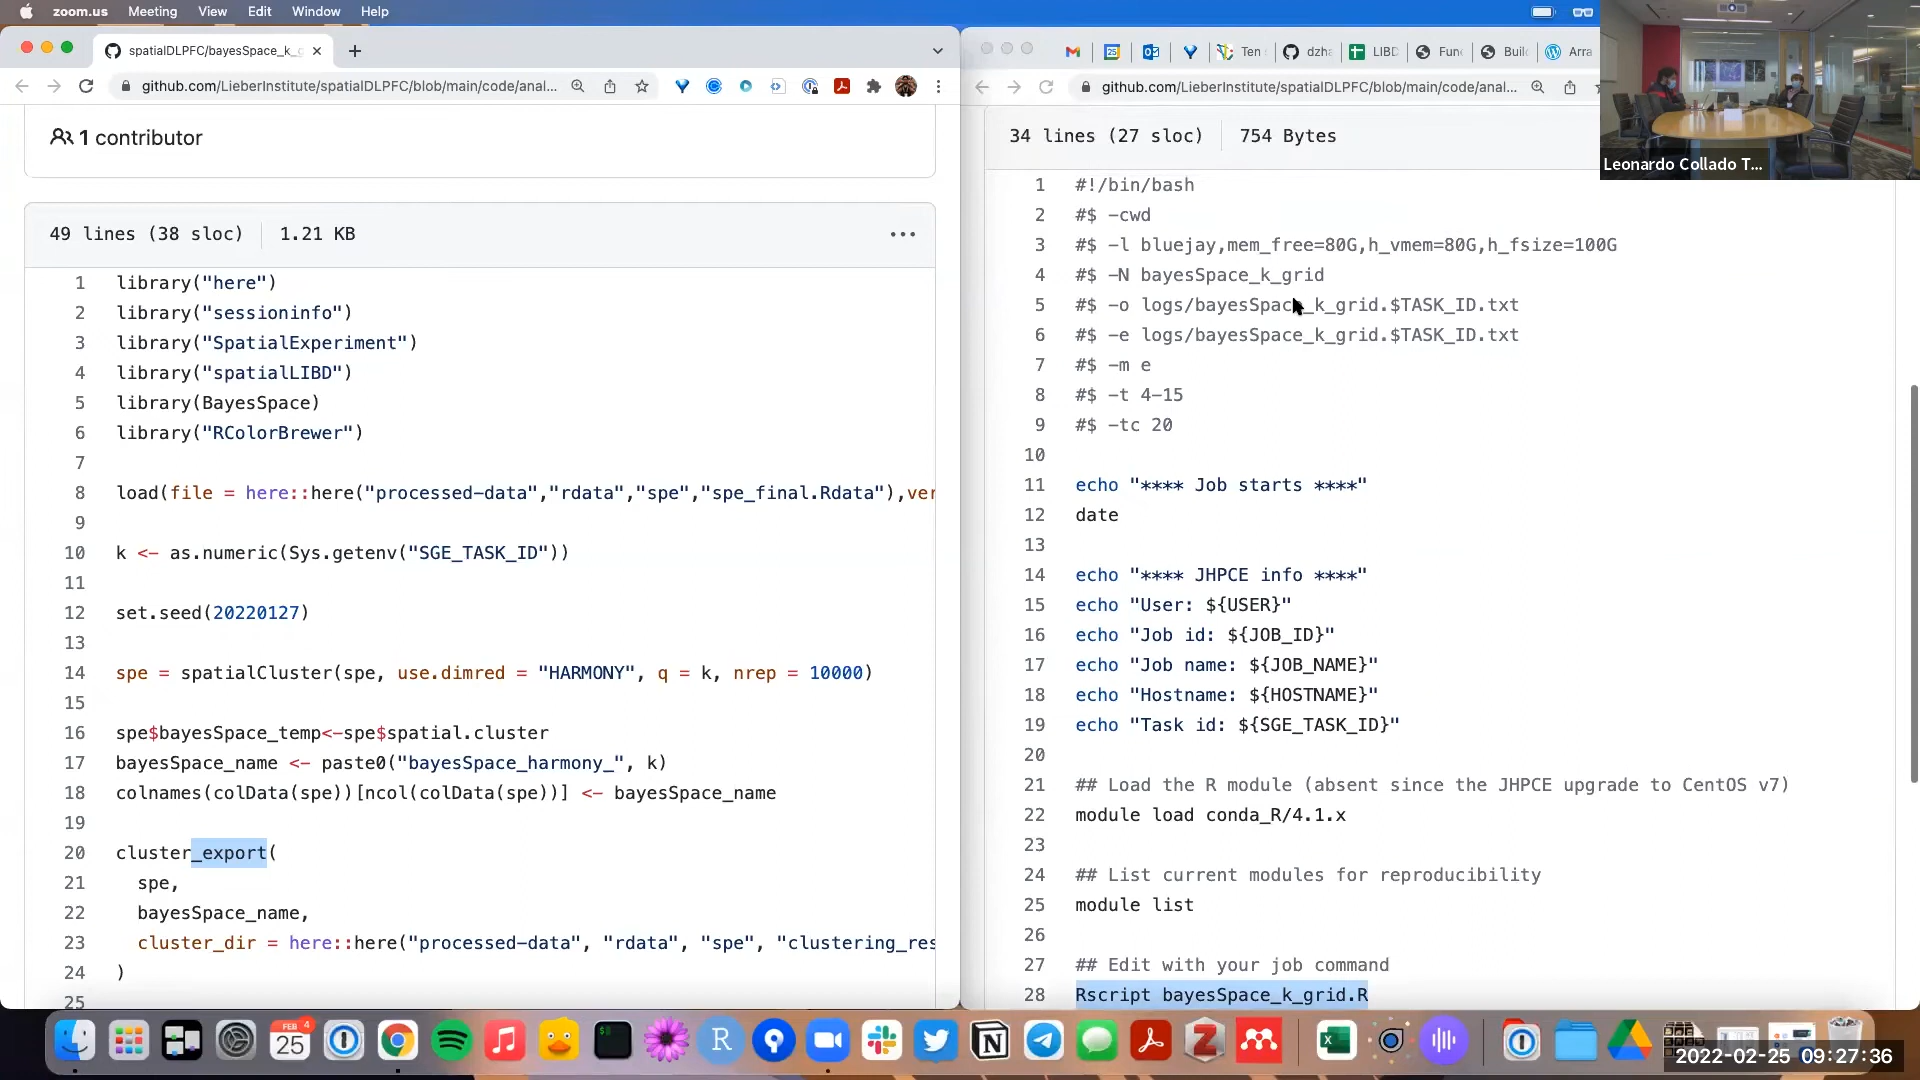 zoom.us Meeting View Edit Window Help
spatialDLPFC/bayesSpace_k_g
github.com/LieberInstitute/spatialDLPFC/blob/main/code/anal...
1 contributor
49 lines (38 sloc) 1.21 KB
1 library("here")
2 library("sessioninfo")
3 library("SpatialExperiment")
4 library("spatialLIBD")
5 library(BayesSpace)
6 library("RColorBrewer")
7
8 load(file = here::here("processed-data","rdata","spe","spe_final.Rdata"),ver
9
10 k <- as.numeric(Sys.getenv("SGE_TASK_ID"))
11
12 set.seed(20220127)
13
14 spe = spatialCluster(spe, use.dimred = "HARMONY", q = k, nrep = 10000)
15
16 spe$bayesSpace_temp<-spe$spatial.cluster
17 bayesSpace_name <- paste0("bayesSpace_harmony_", k)
18 colnames(colData(spe))[ncol(colData(spe))] <- bayesSpace_name
19
20 cluster_export(
21 spe,
22 bayesSpace_name,
23 cluster_dir = here::here("processed-data", "rdata", "spe", "clustering_res
24 )
25
Ten dzha LIBD Func Buil Arra
github.com/LieberInstitute/spatialDLPFC/blob/main/code/anal...
34 lines (27 sloc) 754 Bytes
1 #!/bin/bash
2 #$ -cwd
3 #$ -l bluejay,mem_free=80G,h_vmem=80G,h_fsize=100G
4 #$ -N bayesSpace_k_grid
5 #$ -o logs/bayesSpace_k_grid.$TASK_ID.txt
6 #$ -e logs/bayesSpace_k_grid.$TASK_ID.txt
7 #$ -m e
8 #$ -t 4-15
9 #$ -tc 20
10
11 echo "**** Job starts ****"
12 date
13
14 echo "**** JHPCE info ****"
15 echo "User: ${USER}"
16 echo "Job id: ${JOB_ID}"
17 echo "Job name: ${JOB_NAME}"
18 echo "Hostname: ${HOSTNAME}"
19 echo "Task id: ${SGE_TASK_ID}"
20
21 ## Load the R module (absent since the JHPCE upgrade to CentOS v7)
22 module load conda_R/4.1.x
23
24 ## List current modules for reproducibility
25 module list
26
27 ## Edit with your job command
28 Rscript bayesSpace_k_grid.R
Leonardo Collado T...
FEB 4
25
2022-02-25 09:27:36